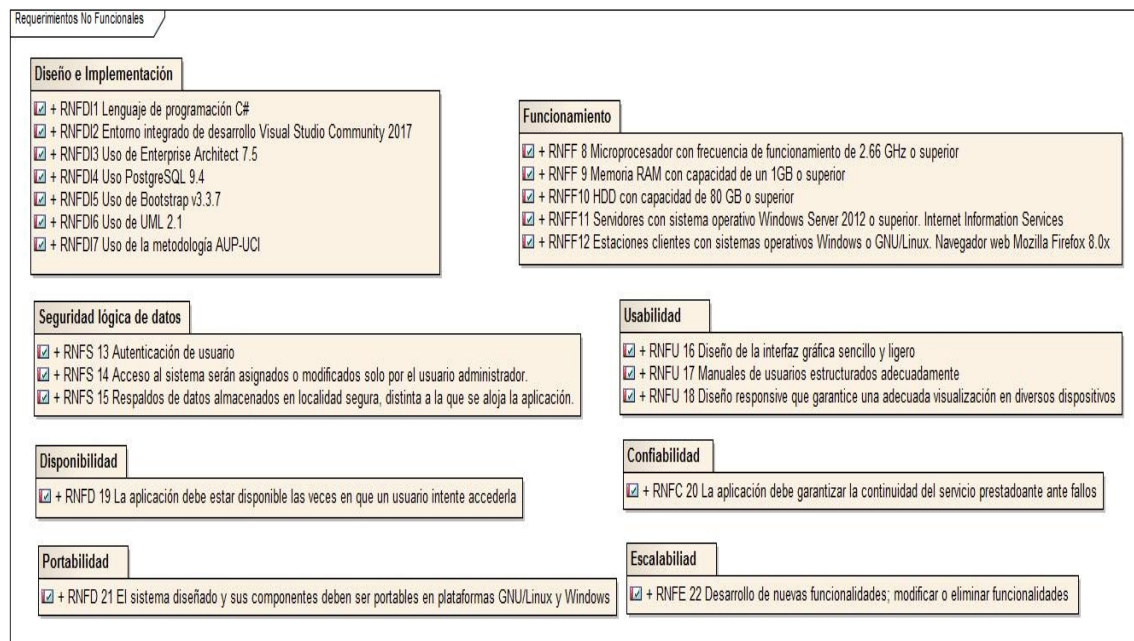 Requerimientos No Funcionales
Diseño e Implementación
+ RNFDI1 Lenguaje de programación C#
+ RNFDI2 Entorno integrado de desarrollo Visual Studio Community 2017
+ RNFDI3 Uso de Enterprise Architect 7.5
+ RNFDI4 Uso PostgreSQL 9.4
+ RNFDI5 Uso de Bootstrap v3.3.7
+ RNFDI6 Uso de UML 2.1
+ RNFDI7 Uso de la metodología AUP-UCI
Funcionamiento
+ RNFF 8 Microprocesador con frecuencia de funcionamiento de 2.66 GHz o superior
+ RNFF 9 Memoria RAM con capacidad de un 1GB o superior
+ RNFF10 HDD con capacidad de 80 GB o superior
+ RNFF11 Servidores con sistema operativo Windows Server 2012 o superior. Internet Information Services
+ RNFF12 Estaciones clientes con sistemas operativos Windows o GNU/Linux. Navegador web Mozilla Firefox 8.0x
Seguridad lógica de datos
+ RNFS 13 Autenticación de usuario
+ RNFS 14 Acceso al sistema serán asignados o modificados solo por el usuario administrador.
+ RNFS 15 Respaldos de datos almacenados en localidad segura, distinta a la que se aloja la aplicación.
Usabilidad
+ RNFU 16 Diseño de la interfaz gráfica sencillo y ligero
+ RNFU 17 Manuales de usuarios estructurados adecuadamente
+ RNFU 18 Diseño responsive que garantice una adecuada visualización en diversos dispositivos
Disponibilidad
+ RNFD 19 La aplicación debe estar disponible las veces en que un usuario intente accederla
Confiabilidad
+ RNFC 20 La aplicación debe garantizar la continuidad del servicio prestadoante ante fallos
Portabilidad
+ RNFD 21 El sistema diseñado y sus componentes deben ser portables en plataformas GNU/Linux y Windows
Escalabiliad
+ RNFE 22 Desarrollo de nuevas funcionalidades; modificar o eliminar funcionalidades